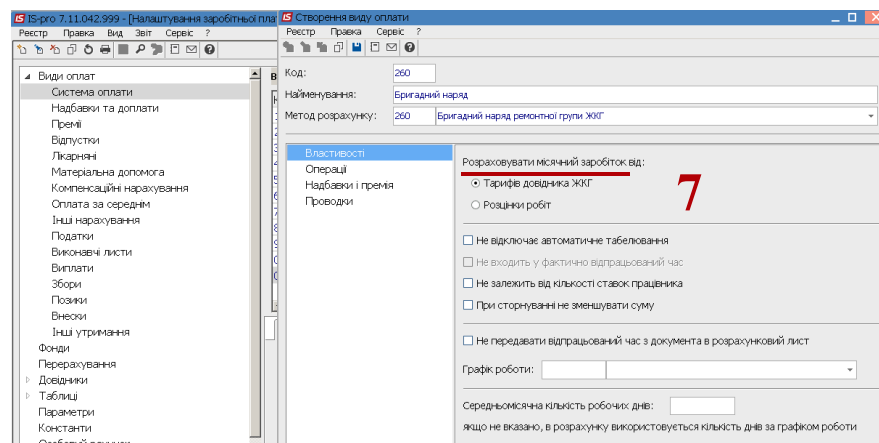 IS-pro 7.11.042.999 - [Налаштування заробітної пла
Реєстр Правка Вид Звіт Сервіс ?
Види оплат
Система оплати
Надбавки та доплати
Премії
Відпустки
Лікарняні
Матеріальна допомога
Компенсаційні нарахування
Оплата за середнім
Інші нарахування
Податки
Виконавчі листи
Виплати
Збори
Позики
Внески
Інші утримання
Фонди
Перерахування
Довідники
Таблиці
Параметри
Константи
Створення виду оплати
Реєстр Правка Сервіс ?
Код: 260
Найменування: Бригадний наряд
Метод розрахунку: 260 Бригадний наряд ремонтної групи ЖКГ
Властивості
Операції
Надбавки і премія
Проводки
Розраховувати місячний заробіток від:
Тарифів довідника ЖКГ
Розцінки робіт
7
Не відключає автоматичне табелювання
Не входить у фактично відпрацьований час
Не залежить від кількості ставок працівника
При сторнуванні не зменшувати суму
Не передавати відпрацьований час з документа в розрахунковий лист
Графік роботи:
Середньомісячна кількість робочих днів:
якщо не вказано, в розрахунку використовується кількість днів за графіком роботи